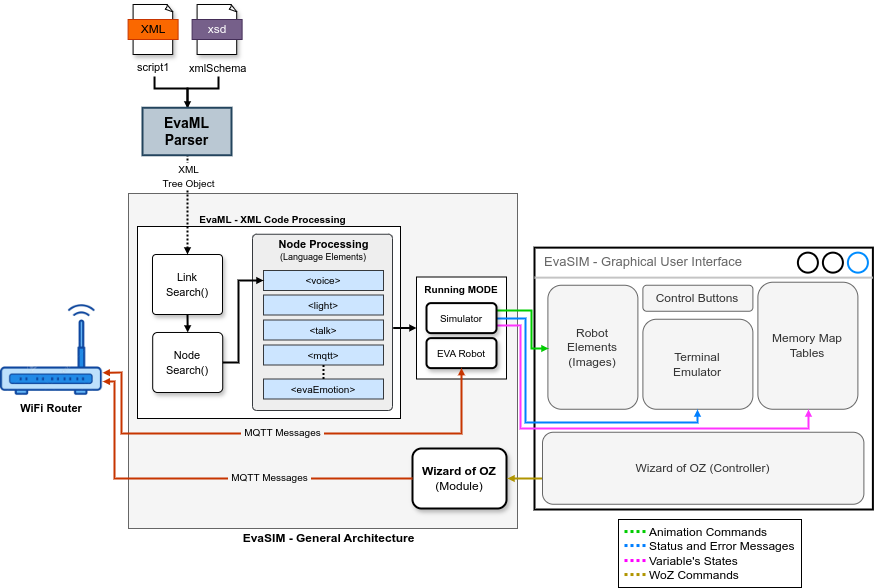 XML
xsd
script1
xmlSchema
EvaML
Parser
XML
Tree Object
EvaML - XML Code Processing
Link
Search()
Node
Search()
Node Processing
(Language Elements)
<voice>
<light>
<talk>
<mqtt>
<evaEmotion>
Running MODE
Simulator
EVA Robot
WiFi Router
MQTT Messages
MQTT Messages
Wizard of OZ
(Module)
EvaSIM - General Architecture
EvaSIM - Graphical User Interface
Robot
Elements
(Images)
Control Buttons
Terminal
Emulator
Memory Map
Tables
Wizard of OZ (Controller)
Animation Commands
Status and Error Messages
Variable's States
WoZ Commands